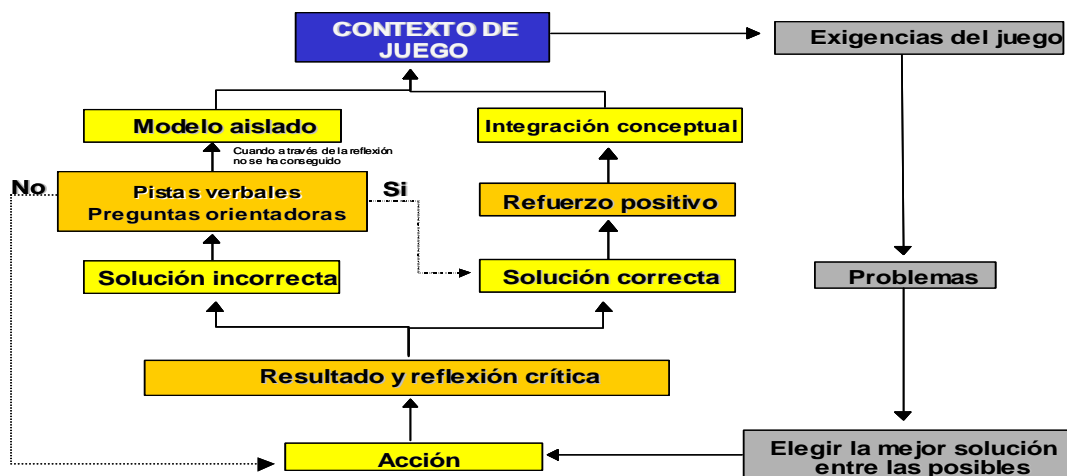 CONTEXTO DE
JUEGO
Exigencias del juego
Modelo aislado
Integración conceptual
Cuando a través de la reflexión
no se ha conseguido
No
Pistas verbales
Preguntas orientadoras
Si
Refuerzo positivo
Solución incorrecta
Solución correcta
Problemas
Resultado y reflexión crítica
Acción
Elegir la mejor solución
entre las posibles